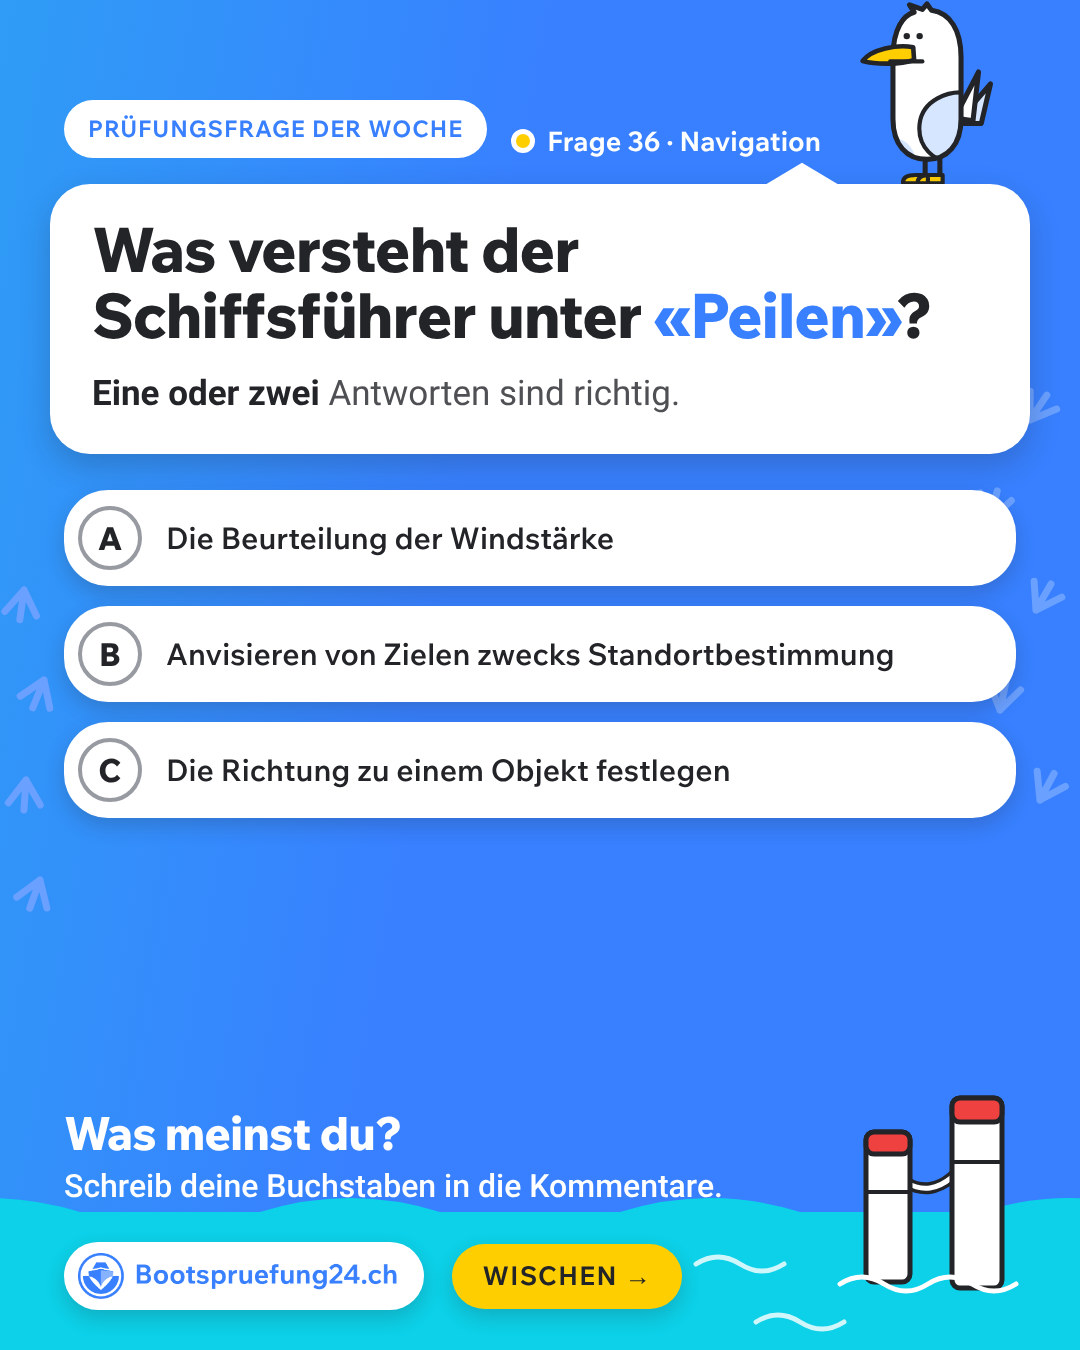 PRÜFUNGSFRAGE DER WOCHE
Frage 36 · Navigation
Was versteht der
Schiffsführer unter «Peilen»?
Eine oder zwei Antworten sind richtig.
A Die Beurteilung der Windstärke
B Anvisieren von Zielen zwecks Standortbestimmung
C Die Richtung zu einem Objekt festlegen
Was meinst du?
Schreib deine Buchstaben in die Kommentare.
Bootspruefung24.ch
WISCHEN →